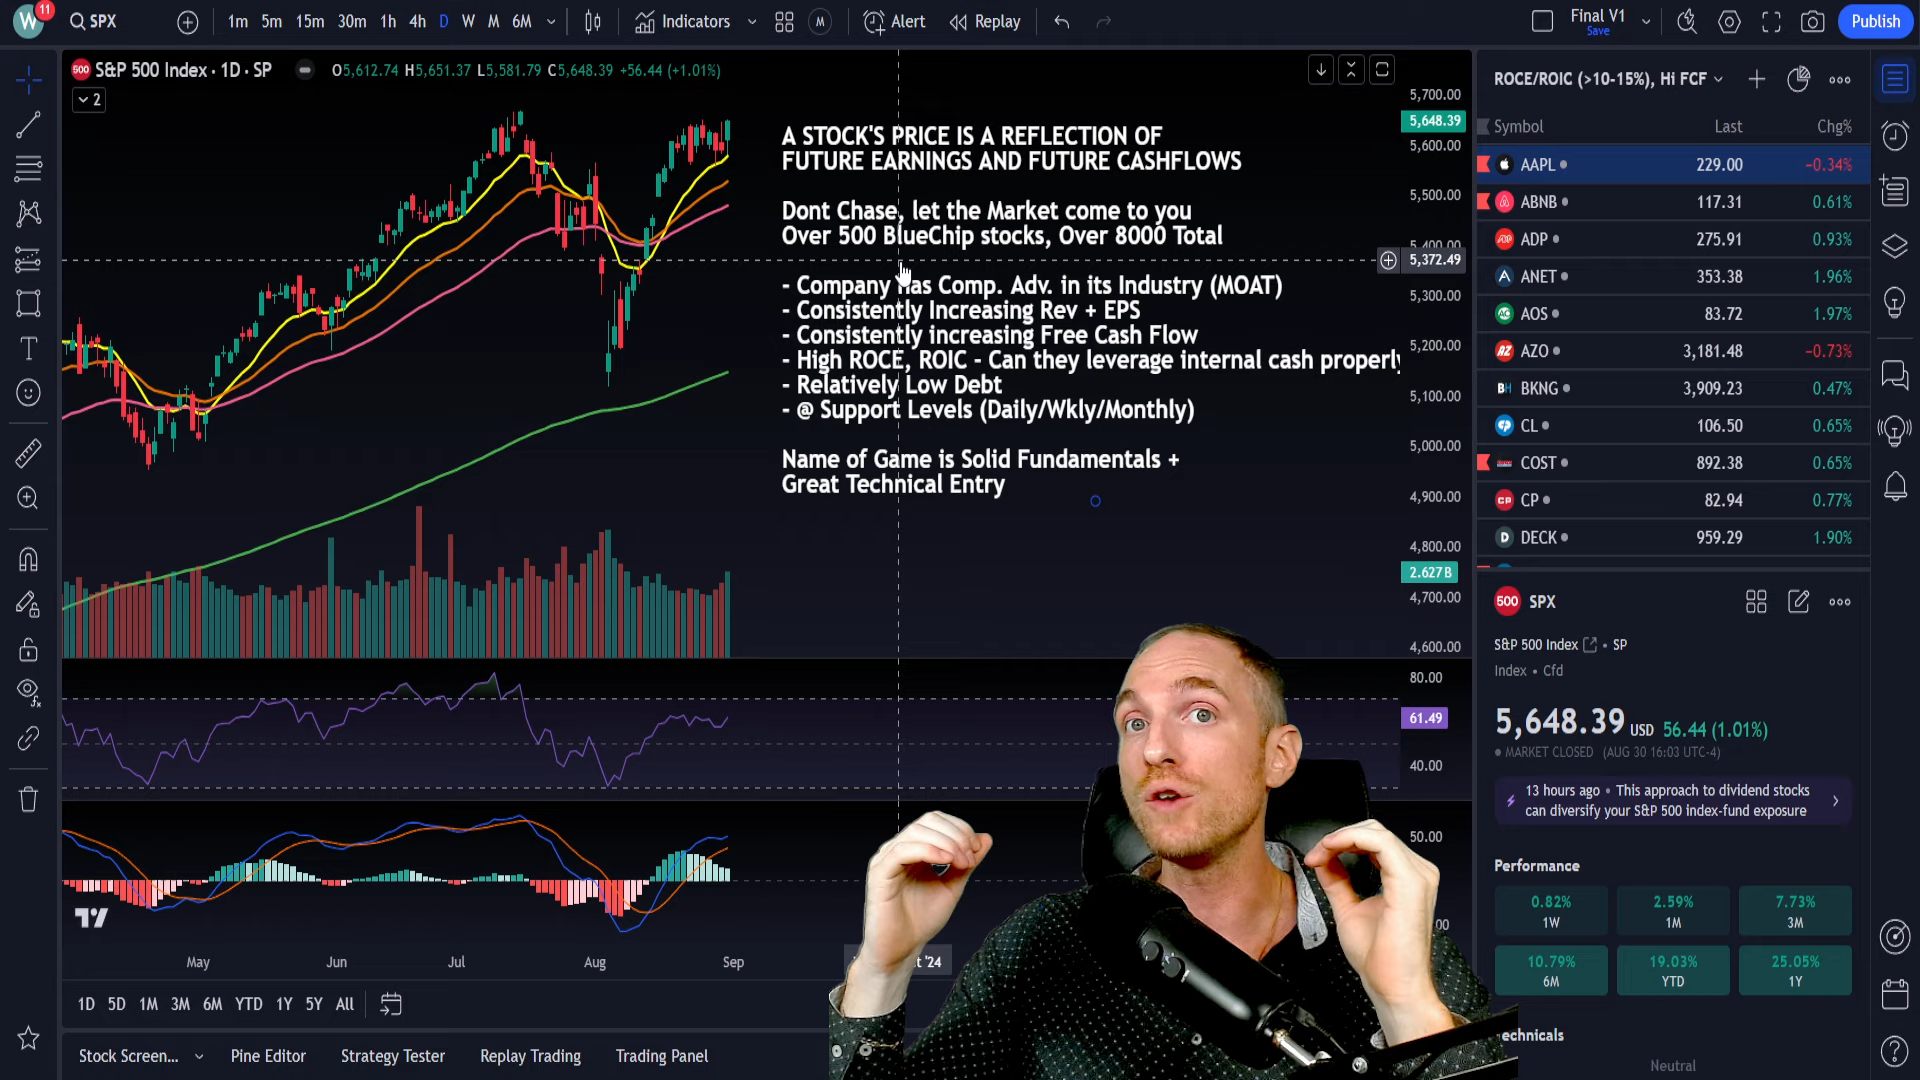 W
11
SPX
1m 5m 15m 30m 1h 4h D W M 6M
Indicators
M
Alert
Replay
Final V1
Save
Publish
500 S&P 500 Index · 1D · SP O5,612.74 H5,651.37 L5,581.79 C5,648.39 +56.44 (+1.01%)
2
A STOCK'S PRICE IS A REFLECTION OF
FUTURE EARNINGS AND FUTURE CASHFLOWS
Dont Chase, let the Market come to you
Over 500 BlueChip stocks, Over 8000 Total
- Company has Comp. Adv. in its Industry (MOAT)
- Consistently Increasing Rev + EPS
- Consistently increasing Free Cash Flow
- High ROCE, ROIC - Can they leverage internal cash properly
- Relatively Low Debt
- @ Support Levels (Daily/Wkly/Monthly)
Name of Game is Solid Fundamentals +
Great Technical Entry
5,700.00
5,648.39
5,600.00
5,500.00
5,400.00
5,372.49
5,300.00
5,200.00
5,100.00
5,000.00
4,900.00
4,800.00
2.627B
4,700.00
4,600.00
80.00
61.49
40.00
50.00
00
May Jun Jul Aug Sep
'24
1D 5D 1M 3M 6M YTD 1Y 5Y All
Stock Screen... Pine Editor Strategy Tester Replay Trading Trading Panel
ROCE/ROIC (>10-15%), Hi FCF
Symbol Last Chg%
AAPL 229.00 −0.34%
ABNB 117.31 0.61%
ADP 275.91 0.93%
ANET 353.38 1.96%
AOS 83.72 1.97%
AZO 3,181.48 −0.73%
BKNG 3,909.23 0.47%
CL 106.50 0.65%
COST 892.38 0.65%
CP 82.94 0.77%
DECK 959.29 1.90%
500 SPX
S&P 500 Index • SP
Index • Cfd
5,648.39 USD 56.44 (1.01%)
MARKET CLOSED (AUG 30 16:03 UTC-4)
13 hours ago • This approach to dividend stocks
can diversify your S&P 500 index-fund exposure
Performance
0.82% 2.59% 7.73%
1W 1M 3M
10.79% 19.03% 25.05%
6M YTD 1Y
echnicals
Neutral